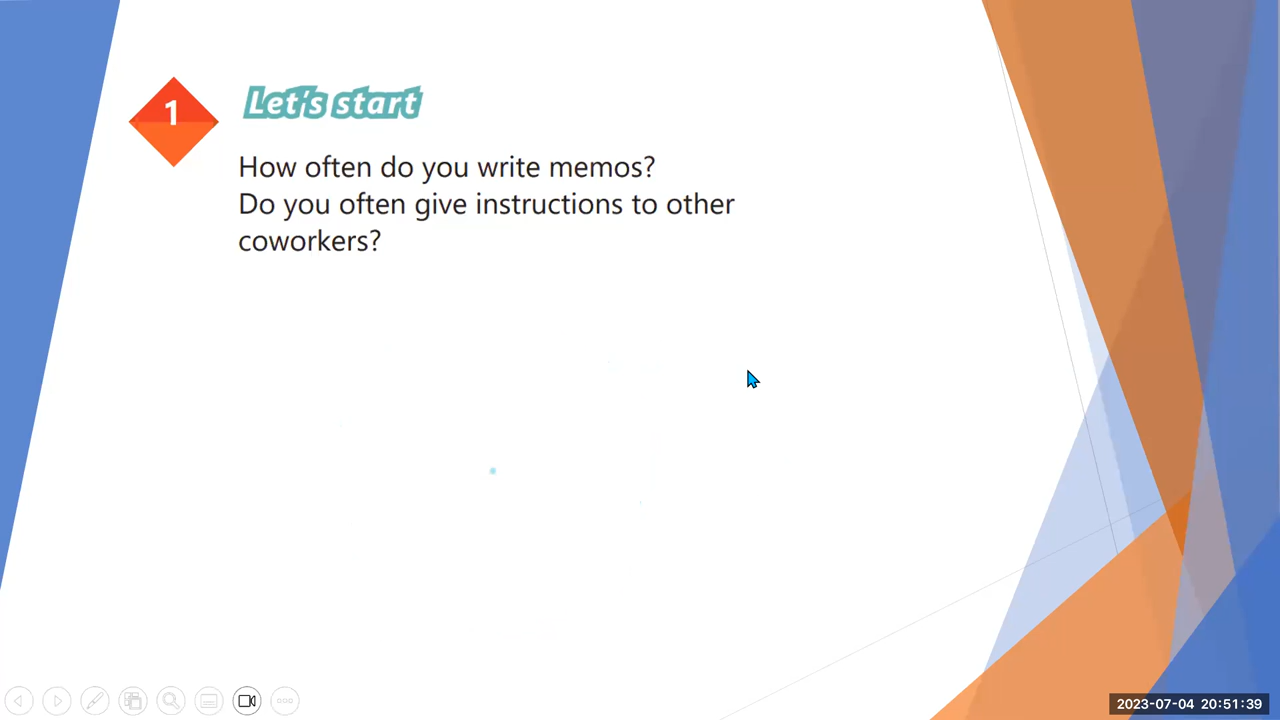 1
Let's start
How often do you write memos?
Do you often give instructions to other
coworkers?
2023-07-04 20:51:39